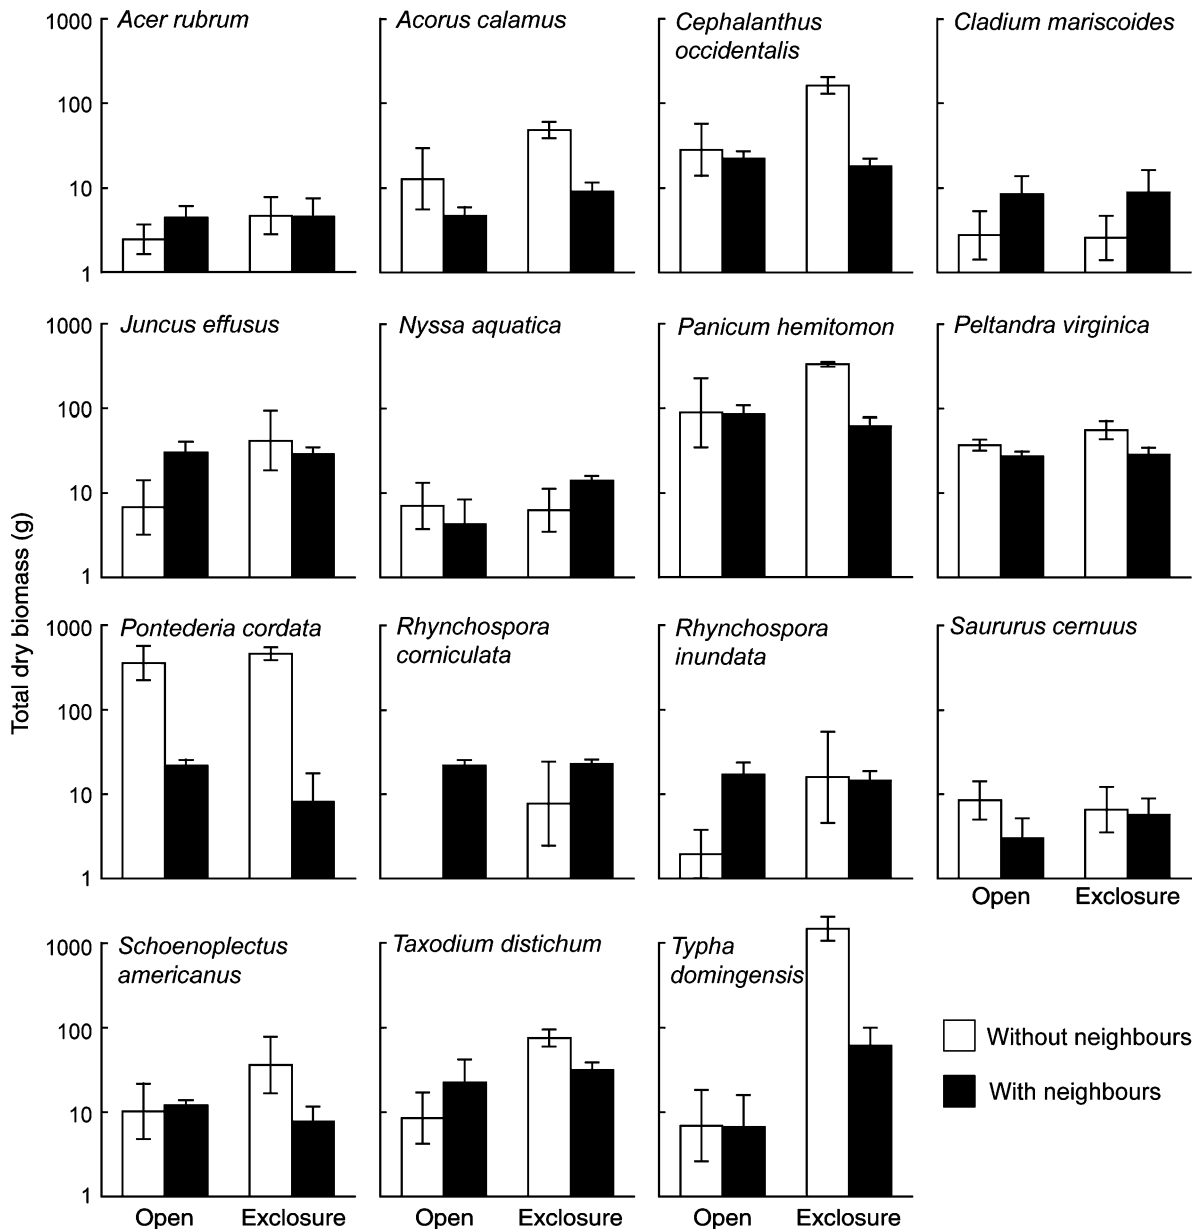 Acer rubrum
Acorus calamus
Cephalanthus
occidentalis
Cladium mariscoides
1000
100
10
1
Juncus effusus
Nyssa aquatica
Panicum hemitomon
Peltandra virginica
1000
100
10
1
Total dry biomass (g)
Pontederia cordata
Rhynchospora
corniculata
Rhynchospora
inundata
Saururus cernuus
1000
100
10
1
Open Exclosure
Schoenoplectus
americanus
Taxodium distichum
Typha
domingensis
1000
100
10
1
Open Exclosure
Open Exclosure
Open Exclosure
Without neighbours
With neighbours